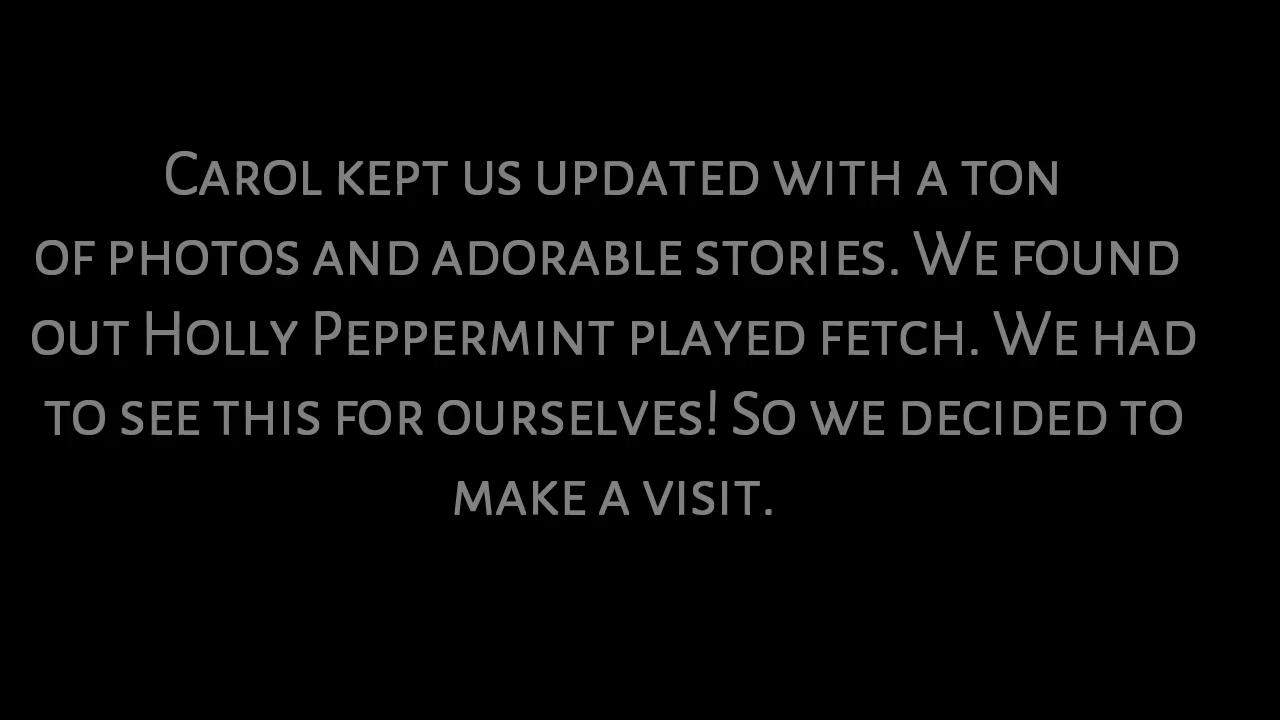 Carol kept us updated with a ton
of photos and adorable stories. We found
out Holly Peppermint played fetch. We had
to see this for ourselves! So we decided to
make a visit.